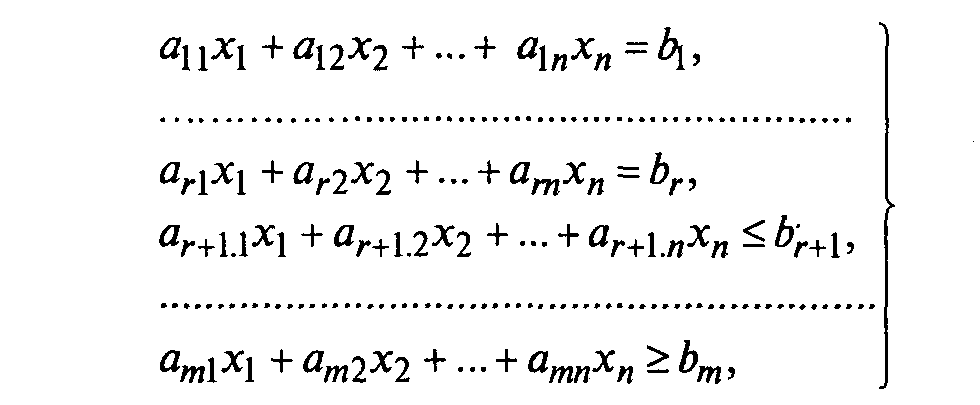 a₁₁x₁ + a₁₂x₂ + ... + a₁ₙxₙ = b₁,
......................................................................
aᵣ₁x₁ + aᵣ₂x₂ + ... + aᵣₙxₙ = bᵣ,
aᵣ₊₁.₁x₁ + aᵣ₊₁.₂x₂ + ... + aᵣ₊₁.ₙxₙ ≤ bᵣ₊₁,
......................................................................
aₘ₁x₁ + aₘ₂x₂ + ... + aₘₙxₙ ≥ bₘ,